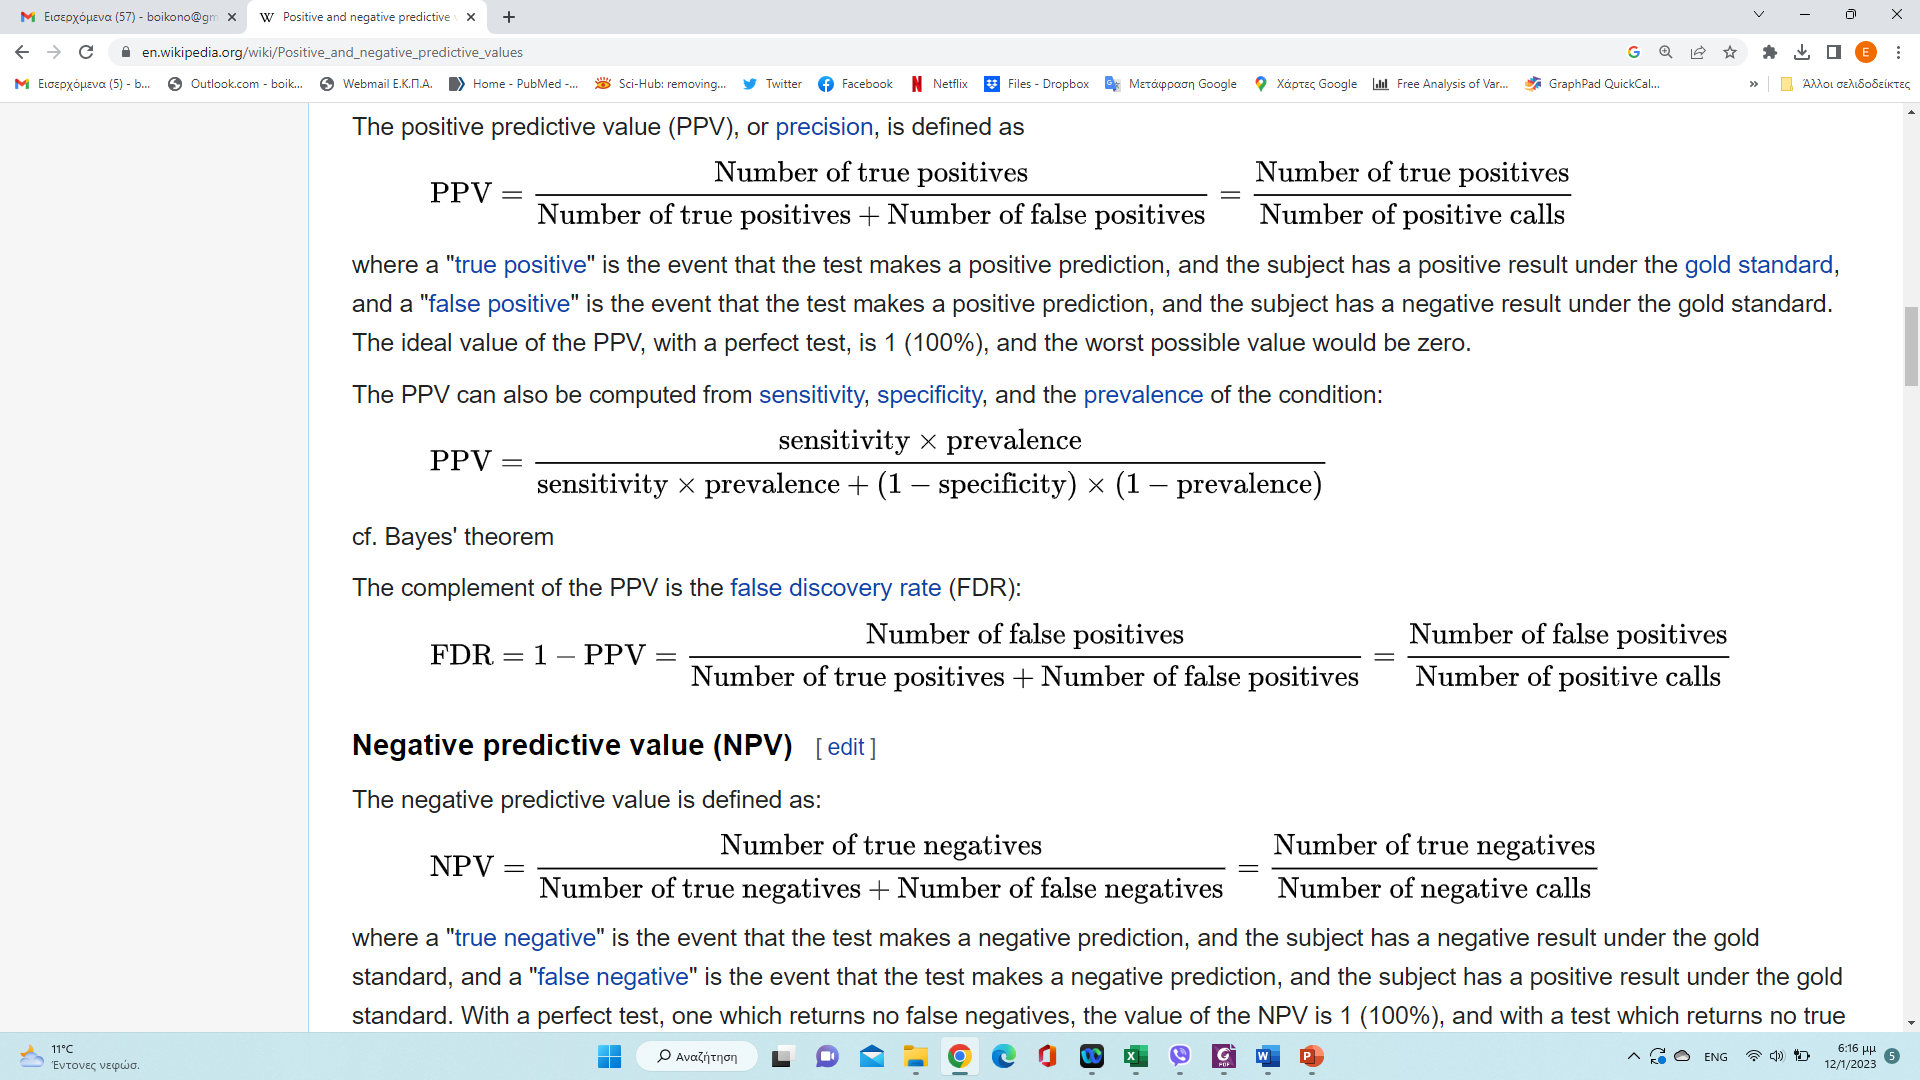 Εισερχόμενα (57) - boikono@gm
Positive and negative predictive v
en.wikipedia.org/wiki/Positive_and_negative_predictive_values
E
Εισερχόμενα (5) - b... Outlook.com - boik... Webmail Ε.Κ.Π.Α. Home - PubMed -... Sci-Hub: removing... Twitter Facebook Netflix Files - Dropbox Μετάφραση Google Χάρτες Google Free Analysis of Var... GraphPad QuickCal... » Άλλοι σελιδοδείκτες
The positive predictive value (PPV), or precision, is defined as
PPV = Number of true positives / Number of true positives + Number of false positives = Number of true positives / Number of positive calls
where a "true positive" is the event that the test makes a positive prediction, and the subject has a positive result under the gold standard,
and a "false positive" is the event that the test makes a positive prediction, and the subject has a negative result under the gold standard.
The ideal value of the PPV, with a perfect test, is 1 (100%), and the worst possible value would be zero.
The PPV can also be computed from sensitivity, specificity, and the prevalence of the condition:
PPV = sensitivity × prevalence / sensitivity × prevalence + (1 − specificity) × (1 − prevalence)
cf. Bayes' theorem
The complement of the PPV is the false discovery rate (FDR):
FDR = 1 − PPV = Number of false positives / Number of true positives + Number of false positives = Number of false positives / Number of positive calls
Negative predictive value (NPV) [ edit ]
The negative predictive value is defined as:
NPV = Number of true negatives / Number of true negatives + Number of false negatives = Number of true negatives / Number of negative calls
where a "true negative" is the event that the test makes a negative prediction, and the subject has a negative result under the gold
standard, and a "false negative" is the event that the test makes a negative prediction, and the subject has a positive result under the gold
standard. With a perfect test, one which returns no false negatives, the value of the NPV is 1 (100%), and with a test which returns no true
11°C
Έντονες νεφώσ.
Αναζήτηση
ENG
6:16 μμ
12/1/2023
5